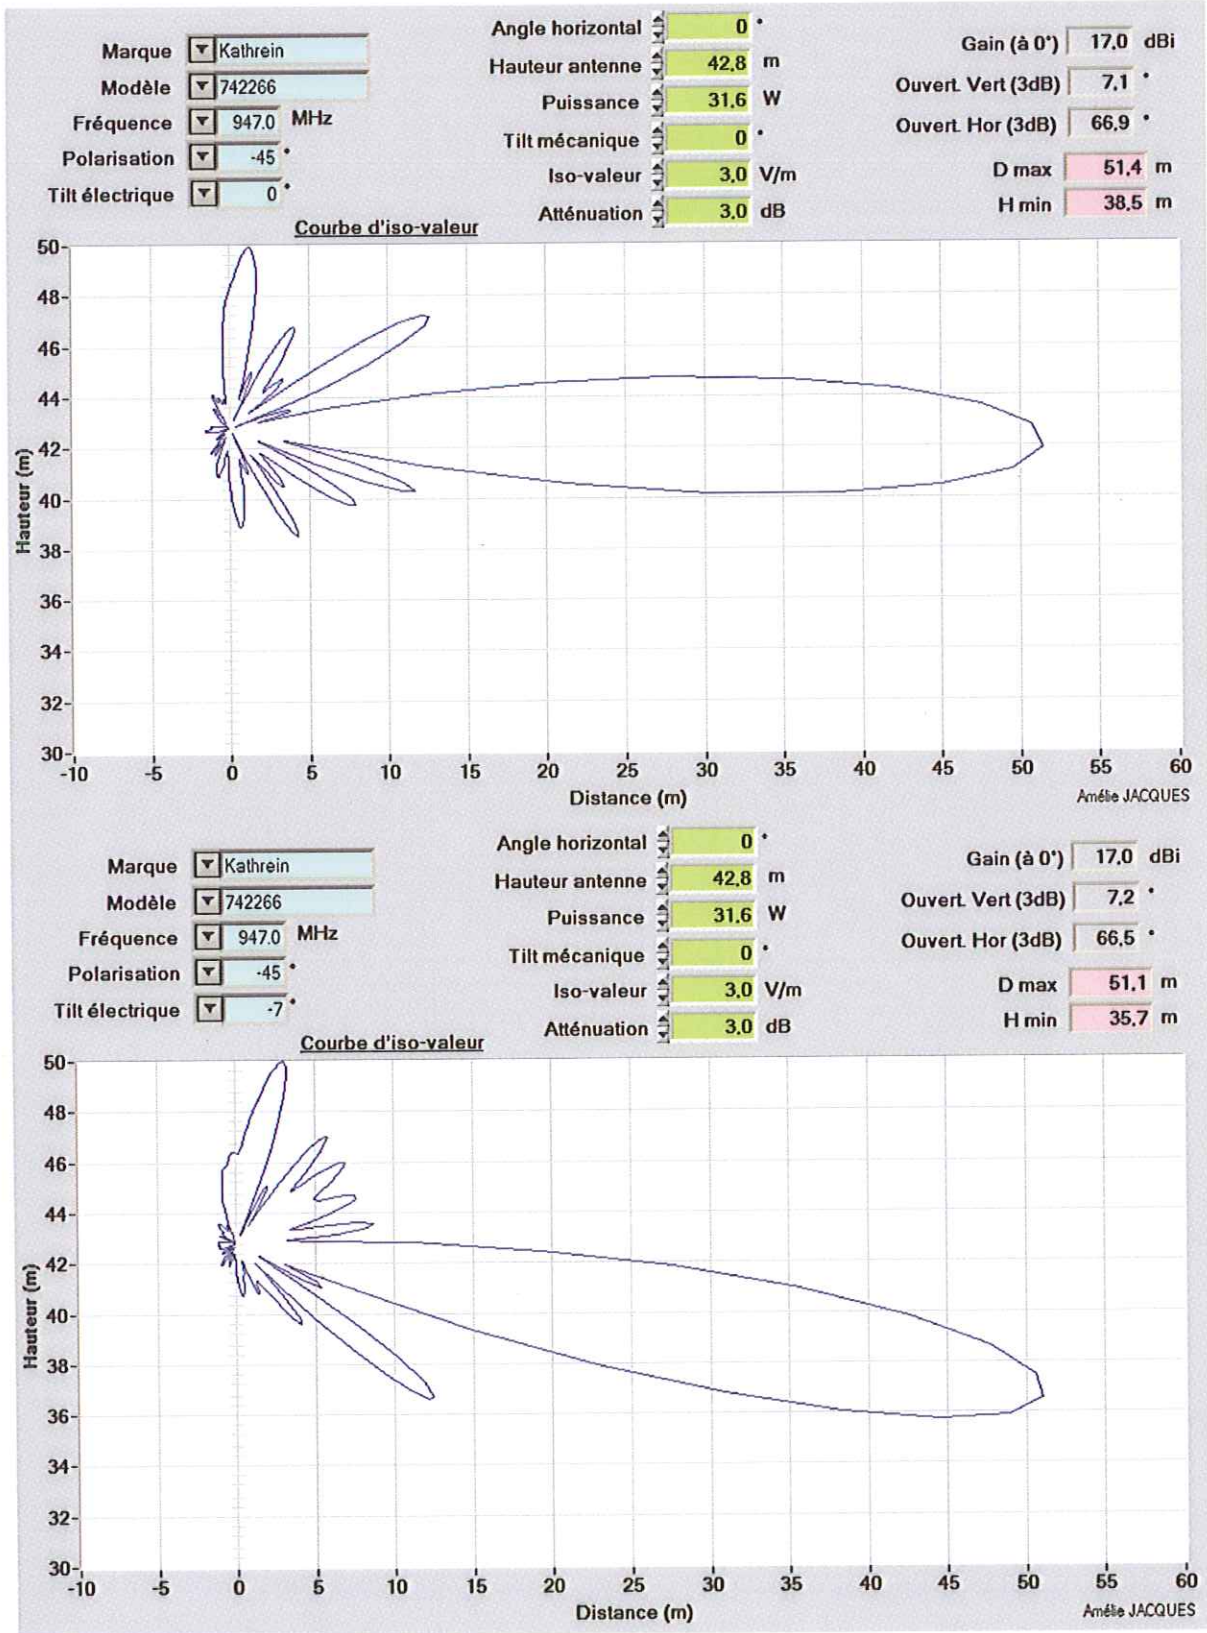 Marque Kathrein
Modèle 742266
Fréquence 947.0 MHz
Polarisation -45 °
Tilt électrique 0 °
Angle horizontal 0 °
Hauteur antenne 42,8 m
Puissance 31,6 W
Tilt mécanique 0 °
Iso-valeur 3,0 V/m
Atténuation 3,0 dB
Gain (à 0°) 17,0 dBi
Ouvert. Vert (3dB) 7,1 °
Ouvert. Hor (3dB) 66,9 °
D max 51,4 m
H min 38,5 m
Courbe d'iso-valeur
Hauteur (m)
50
48
46
44
42
40
38
36
34
32
30
-10 -5 0 5 10 15 20 25 30 35 40 45 50 55 60
Distance (m)
Amélie JACQUES
Marque Kathrein
Modèle 742266
Fréquence 947.0 MHz
Polarisation -45 °
Tilt électrique -7 °
Angle horizontal 0 °
Hauteur antenne 42,8 m
Puissance 31,6 W
Tilt mécanique 0 °
Iso-valeur 3,0 V/m
Atténuation 3,0 dB
Gain (à 0°) 17,0 dBi
Ouvert. Vert (3dB) 7,2 °
Ouvert. Hor (3dB) 66,5 °
D max 51,1 m
H min 35,7 m
Courbe d'iso-valeur
Hauteur (m)
50
48
46
44
42
40
38
36
34
32
30
-10 -5 0 5 10 15 20 25 30 35 40 45 50 55 60
Distance (m)
Amélie JACQUES